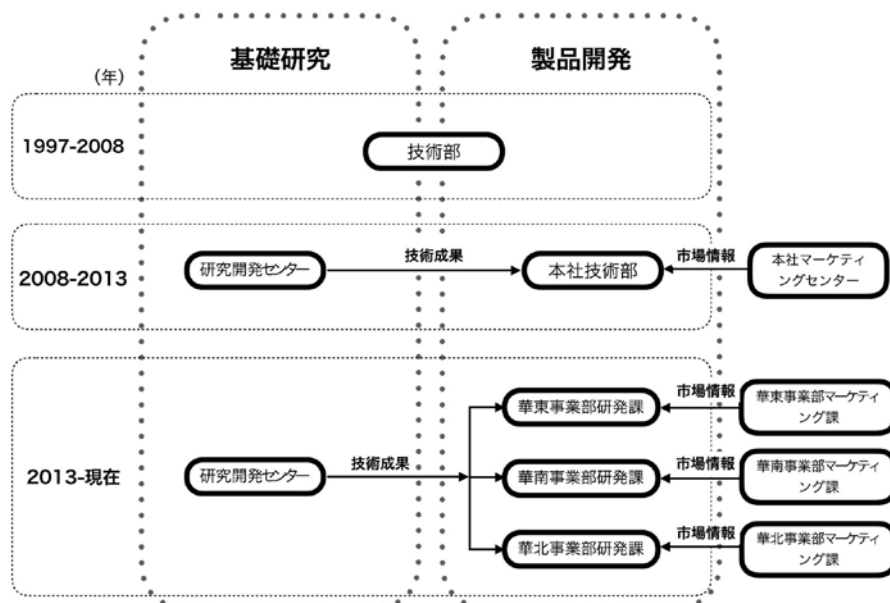 基礎研究
製品開発
（年）
1997-2008
技術部
2008-2013
研究開発センター
技術成果
本社技術部
市場情報
本社マーケティ
ングセンター
2013-現在
研究開発センター
技術成果
華東事業部研発課
市場情報
華東事業部マーケティ
ング課
華南事業部研発課
市場情報
華南事業部マーケティ
ング課
華北事業部研発課
市場情報
華北事業部マーケティ
ング課